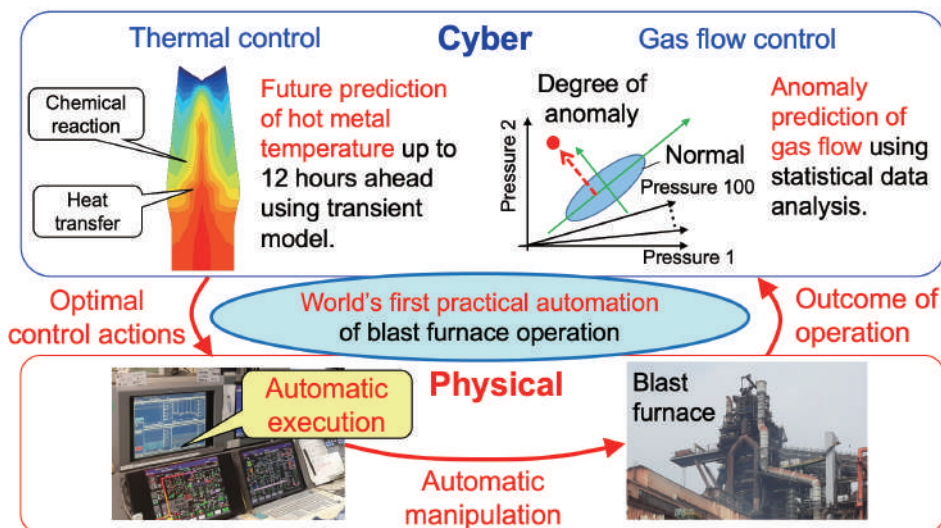 Thermal control
Cyber
Gas flow control
Chemical
reaction
Heat
transfer
Future prediction
of hot metal
temperature up to
12 hours ahead
using transient
model.
Degree of
anomaly
Pressure 2
Normal
Pressure 100
Pressure 1
Anomaly
prediction of
gas flow using
statistical data
analysis.
Optimal
control actions
World's first practical automation
of blast furnace operation
Outcome of
operation
Physical
Automatic
execution
Automatic
manipulation
Blast
furnace